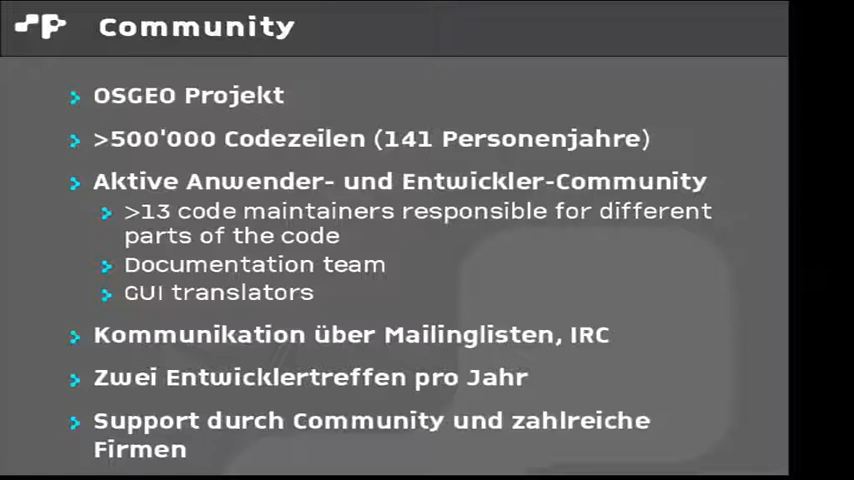 Community
OSGEO Projekt
>500'000 Codezeilen (141 Personenjahre)
Aktive Anwender- und Entwickler-Community
>13 code maintainers responsible for different
parts of the code
Documentation team
GUI translators
Kommunikation über Mailinglisten, IRC
Zwei Entwicklertreffen pro Jahr
Support durch Community und zahlreiche
Firmen